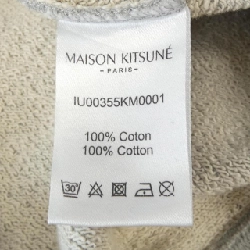 MAISON KITSUNÉ
- PARIS -
IU00355KM0001
100% Coton
100% Cotton
30°